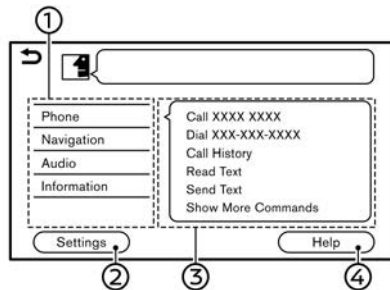 1
Phone
Navigation
Audio
Information
Call XXXX XXXX
Dial XXX-XXX-XXXX
Call History
Read Text
Send Text
Show More Commands
Settings
Help
2
3
4